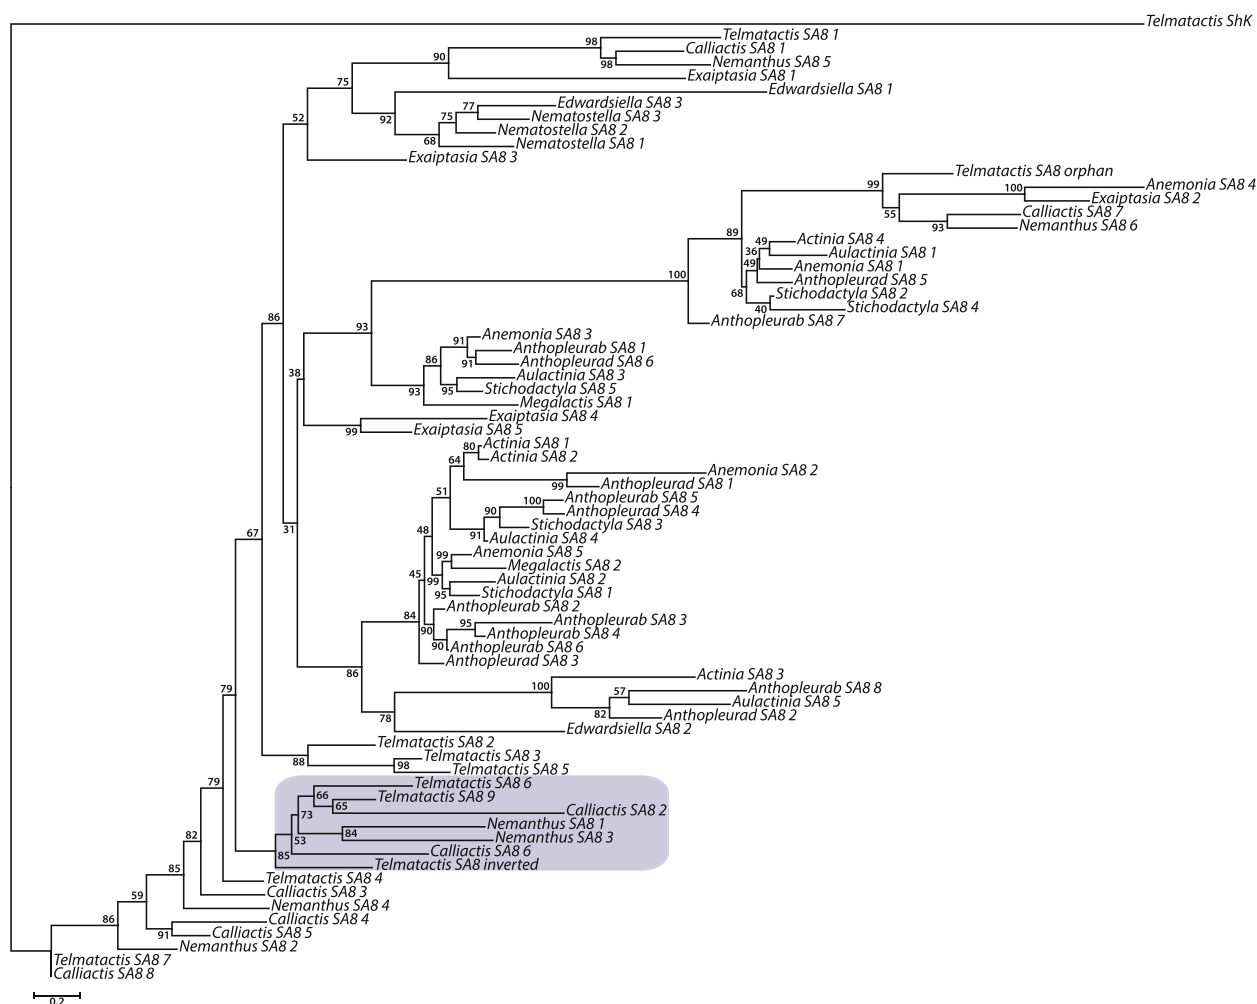 Telmatactis ShK
Telmatactis SA8 1
98
Calliactis SA8 1
90
98
Nemanthus SA8 5
Exaiptasia SA8 1
75
Edwardsiella SA8 1
Edwardsiella SA8 3
77
Nematostella SA8 3
75
92
52
Nematostella SA8 2
68
Nematostella SA8 1
Exaiptasia SA8 3
Telmatactis SA8 orphan
99
Anemonia SA8 4
100
Exaiptasia SA8 2
55
Calliactis SA8 7
93
Nemanthus SA8 6
89
49
Actinia SA8 4
36
Aulactinia SA8 1
49
Anemonia SA8 1
100
Anthopleurad SA8 5
68
Stichodactyla SA8 2
40
Stichodactyla SA8 4
Anthopleurab SA8 7
86
93
Anemonia SA8 3
91
Anthopleurab SA8 1
86
91
Anthopleurad SA8 6
38
Aulactinia SA8 3
93
95
Stichodactyla SA8 5
Megalactis SA8 1
Exaiptasia SA8 4
99
Exaiptasia SA8 5
Actinia SA8 1
80
Actinia SA8 2
64
Anemonia SA8 2
99
Anthopleurad SA8 1
51
Anthopleurab SA8 5
100
90
Anthopleurad SA8 4
31
Stichodactyla SA8 3
48
91
Aulactinia SA8 4
67
Anemonia SA8 5
99
Megalactis SA8 2
45
99
Aulactinia SA8 2
95
Stichodactyla SA8 1
Anthopleurab SA8 2
84
Anthopleurab SA8 3
95
90
Anthopleurab SA8 4
90
Anthopleurab SA8 6
Anthopleurad SA8 3
86
Actinia SA8 3
100
Anthopleurab SA8 8
57
79
Aulactinia SA8 5
82
Anthopleurad SA8 2
78
Edwardsiella SA8 2
Telmatactis SA8 2
88
Telmatactis SA8 3
98
Telmatactis SA8 5
79
Telmatactis SA8 6
66
Telmatactis SA8 9
65
Calliactis SA8 2
73
Nemanthus SA8 1
84
53
Nemanthus SA8 3
82
Calliactis SA8 6
85
Telmatactis SA8 inverted
85
Telmatactis SA8 4
Calliactis SA8 3
59
Nemanthus SA8 4
86
Calliactis SA8 4
91
Calliactis SA8 5
Nemanthus SA8 2
Telmatactis SA8 7
Calliactis SA8 8
0.2